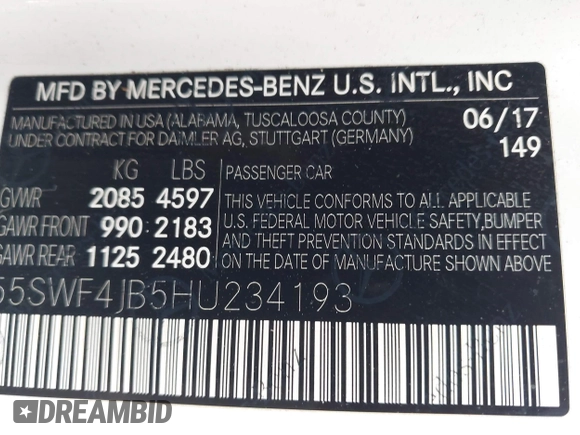 MFD BY MERCEDES-BENZ U.S. INTL., INC
MANUFACTURED IN USA (ALABAMA, TUSCALOOSA COUNTY) 06/17
UNDER CONTRACT FOR DAIMLER AG, STUTTGART (GERMANY) 149
KG LBS PASSENGER CAR
GVWR 2085 4597 THIS VEHICLE CONFORMS TO ALL APPLICABLE
GAWR FRONT 990 2183 U.S. FEDERAL MOTOR VEHICLE SAFETY, BUMPER
GAWR REAR 1125 2480 AND THEFT PREVENTION STANDARDS IN EFFECT
ON THE DATE OF MANUFACTURE SHOWN ABOVE.
55SWF4JB5HU234193
DREAMBID